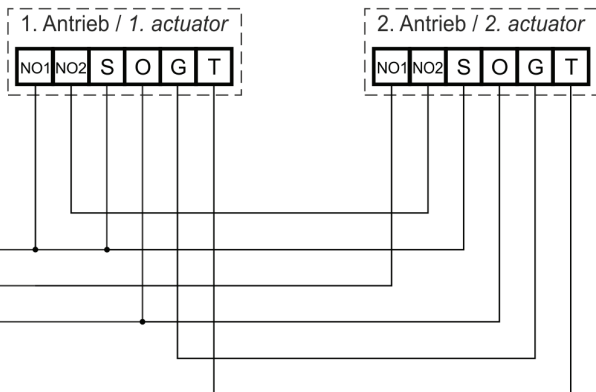 1. Antrieb / 1. actuator
NO1 NO2 S O G T
2. Antrieb / 2. actuator
NO1 NO2 S O G T